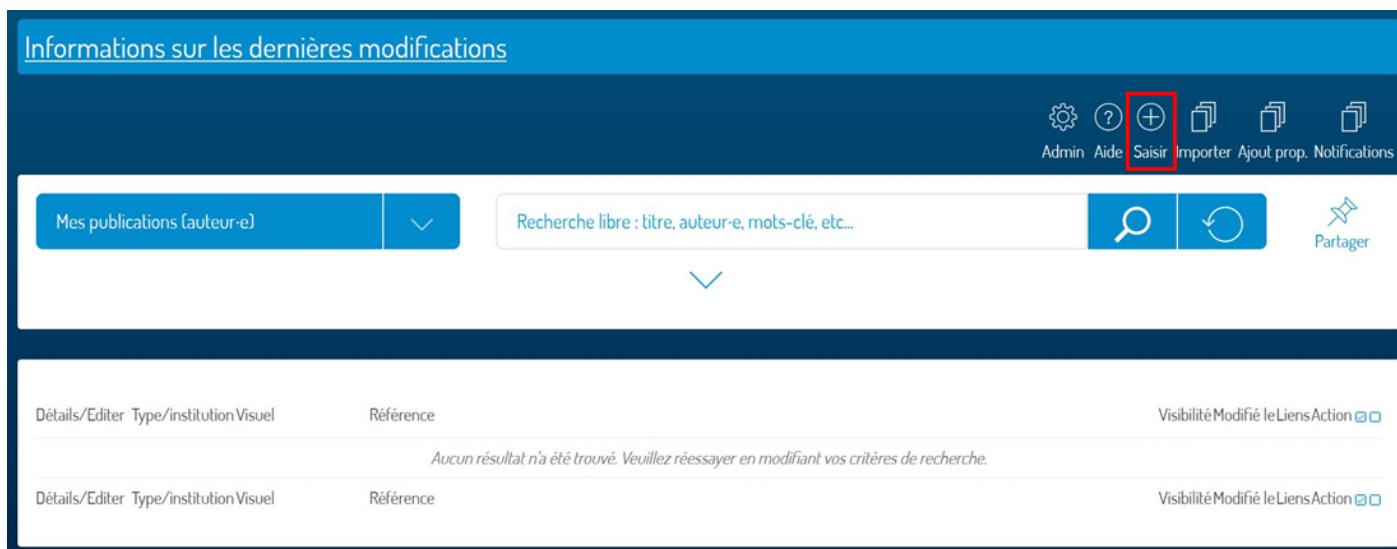 Informations sur les dernières modifications
Admin Aide Saisir Importer Ajout prop. Notifications
Mes publications (auteur·e) Recherche libre : titre, auteur·e, mots-clé, etc... Partager
Détails/Editer Type/institution Visuel Référence Visibilité Modifié le Liens Action
Aucun résultat n'a été trouvé. Veuillez réessayer en modifiant vos critères de recherche.
Détails/Editer Type/institution Visuel Référence Visibilité Modifié le Liens Action